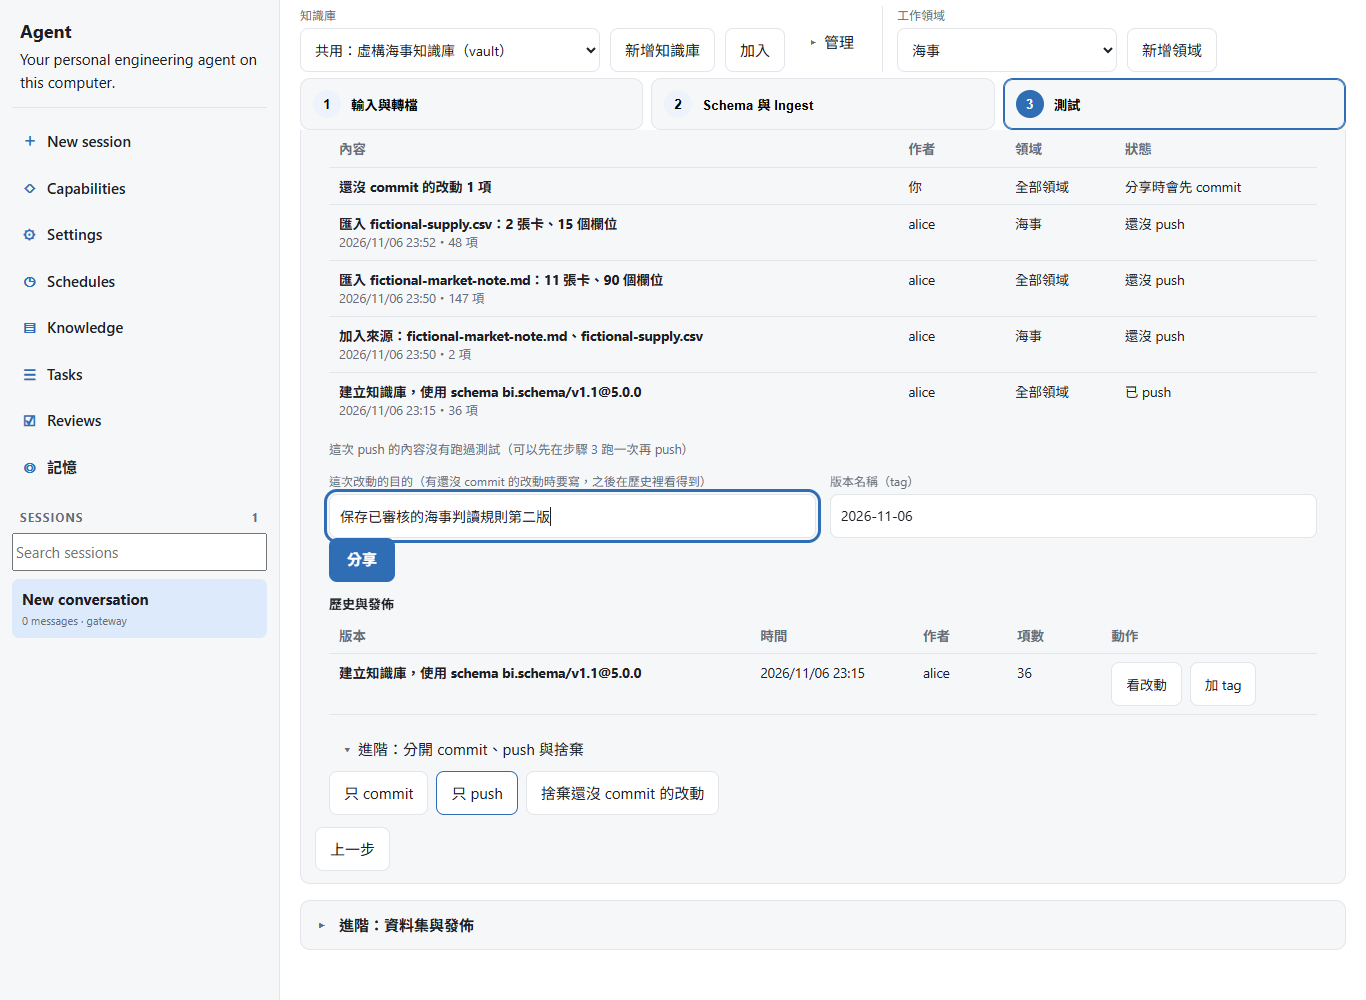 Agent
Your personal engineering agent on
this computer.
+ New session
Capabilities
Settings
Schedules
Knowledge
Tasks
Reviews
記憶
SESSIONS 1
Search sessions
New conversation
0 messages · gateway
知識庫
共用：虛構海事知識庫（vault）
新增知識庫
加入
管理
工作領域
海事
新增領域
1 輸入與轉檔
2 Schema 與 Ingest
3 測試
內容 作者 領域 狀態
還沒 commit 的改動 1 項 你 全部領域 分享時會先 commit
匯入 fictional-supply.csv：2 張卡、15 個欄位 alice 海事 還沒 push
2026/11/06 23:52・48 項
匯入 fictional-market-note.md：11 張卡、90 個欄位 alice 全部領域 還沒 push
2026/11/06 23:50・147 項
加入來源：fictional-market-note.md、fictional-supply.csv alice 海事 還沒 push
2026/11/06 23:50・2 項
建立知識庫，使用 schema bi.schema/v1.1@5.0.0 alice 全部領域 已 push
2026/11/06 23:15・36 項
這次 push 的內容沒有跑過測試（可以先在步驟 3 跑一次再 push）
這次改動的目的（有還沒 commit 的改動時要寫，之後在歷史裡看得到）
版本名稱（tag）
保存已審核的海事判讀規則第二版
2026-11-06
分享
歷史與發佈
版本 時間 作者 項數 動作
建立知識庫，使用 schema bi.schema/v1.1@5.0.0 2026/11/06 23:15 alice 36 看改動 加 tag
進階：分開 commit、push 與捨棄
只 commit
只 push
捨棄還沒 commit 的改動
上一步
進階：資料集與發佈